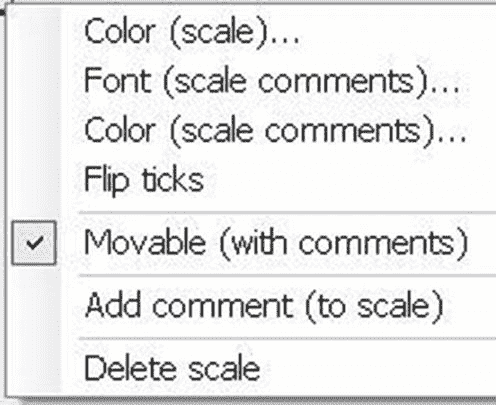 Color (scale)...
Font (scale comments)...
Color (scale comments)...
Flip ticks
Movable (with comments)
Add comment (to scale)
Delete scale